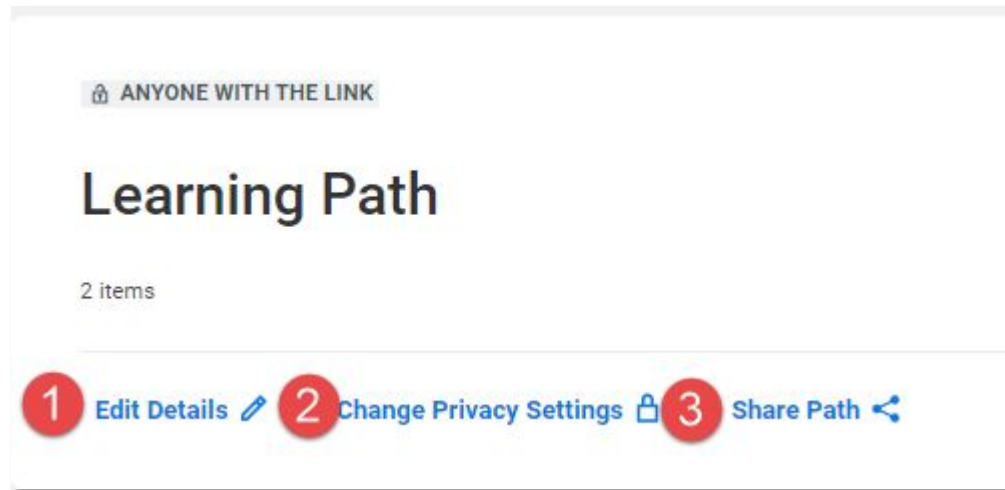 ANYONE WITH THE LINK
Learning Path
2 items
1 Edit Details 2 Change Privacy Settings 3 Share Path